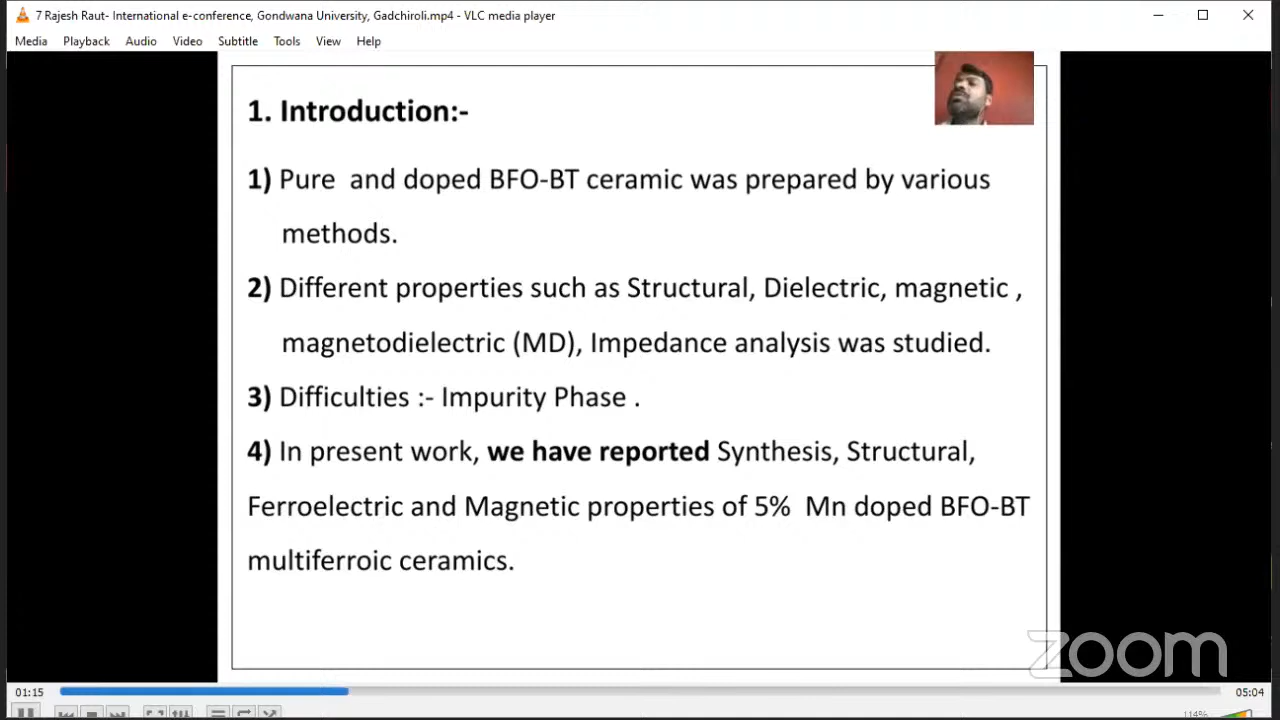 7 Rajesh Raut- International e-conference, Gondwana University, Gadchiroli.mp4 - VLC media player
Media Playback Audio Video Subtitle Tools View Help
1. Introduction:-
1) Pure and doped BFO-BT ceramic was prepared by various
methods.
2) Different properties such as Structural, Dielectric, magnetic ,
magnetodielectric (MD), Impedance analysis was studied.
3) Difficulties :- Impurity Phase .
4) In present work, we have reported Synthesis, Structural,
Ferroelectric and Magnetic properties of 5% Mn doped BFO-BT
multiferroic ceramics.
zoom
01:15 05:04
114%